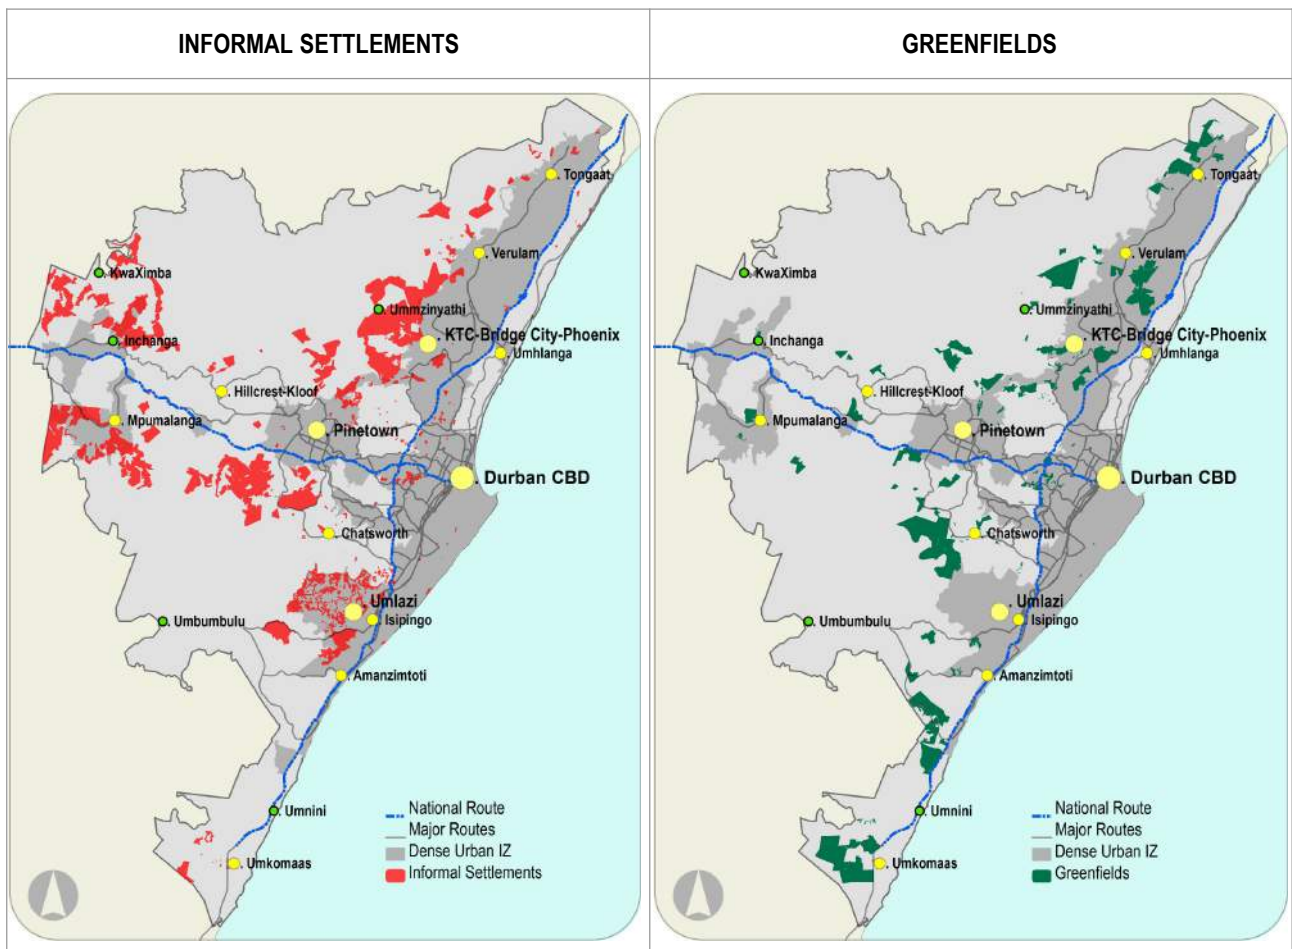 INFORMAL SETTLEMENTS
GREENFIELDS
Tongaat
Verulam
KwaXimba
Ummzinyathi
KTC-Bridge City-Phoenix
Inchanga
Umhlanga
Hillcrest-Kloof
Mpumalanga
Pinetown
Durban CBD
Chatsworth
Umlazi
Isipingo
Umbumbulu
Amanzimtoti
Umnini
Umkomaas
National Route
Major Routes
Dense Urban IZ
Informal Settlements
Tongaat
Verulam
KwaXimba
Ummzinyathi
KTC-Bridge City-Phoenix
Inchanga
Umhlanga
Hillcrest-Kloof
Mpumalanga
Pinetown
Durban CBD
Chatsworth
Umlazi
Isipingo
Umbumbulu
Amanzimtoti
Umnini
Umkomaas
National Route
Major Routes
Dense Urban IZ
Greenfields